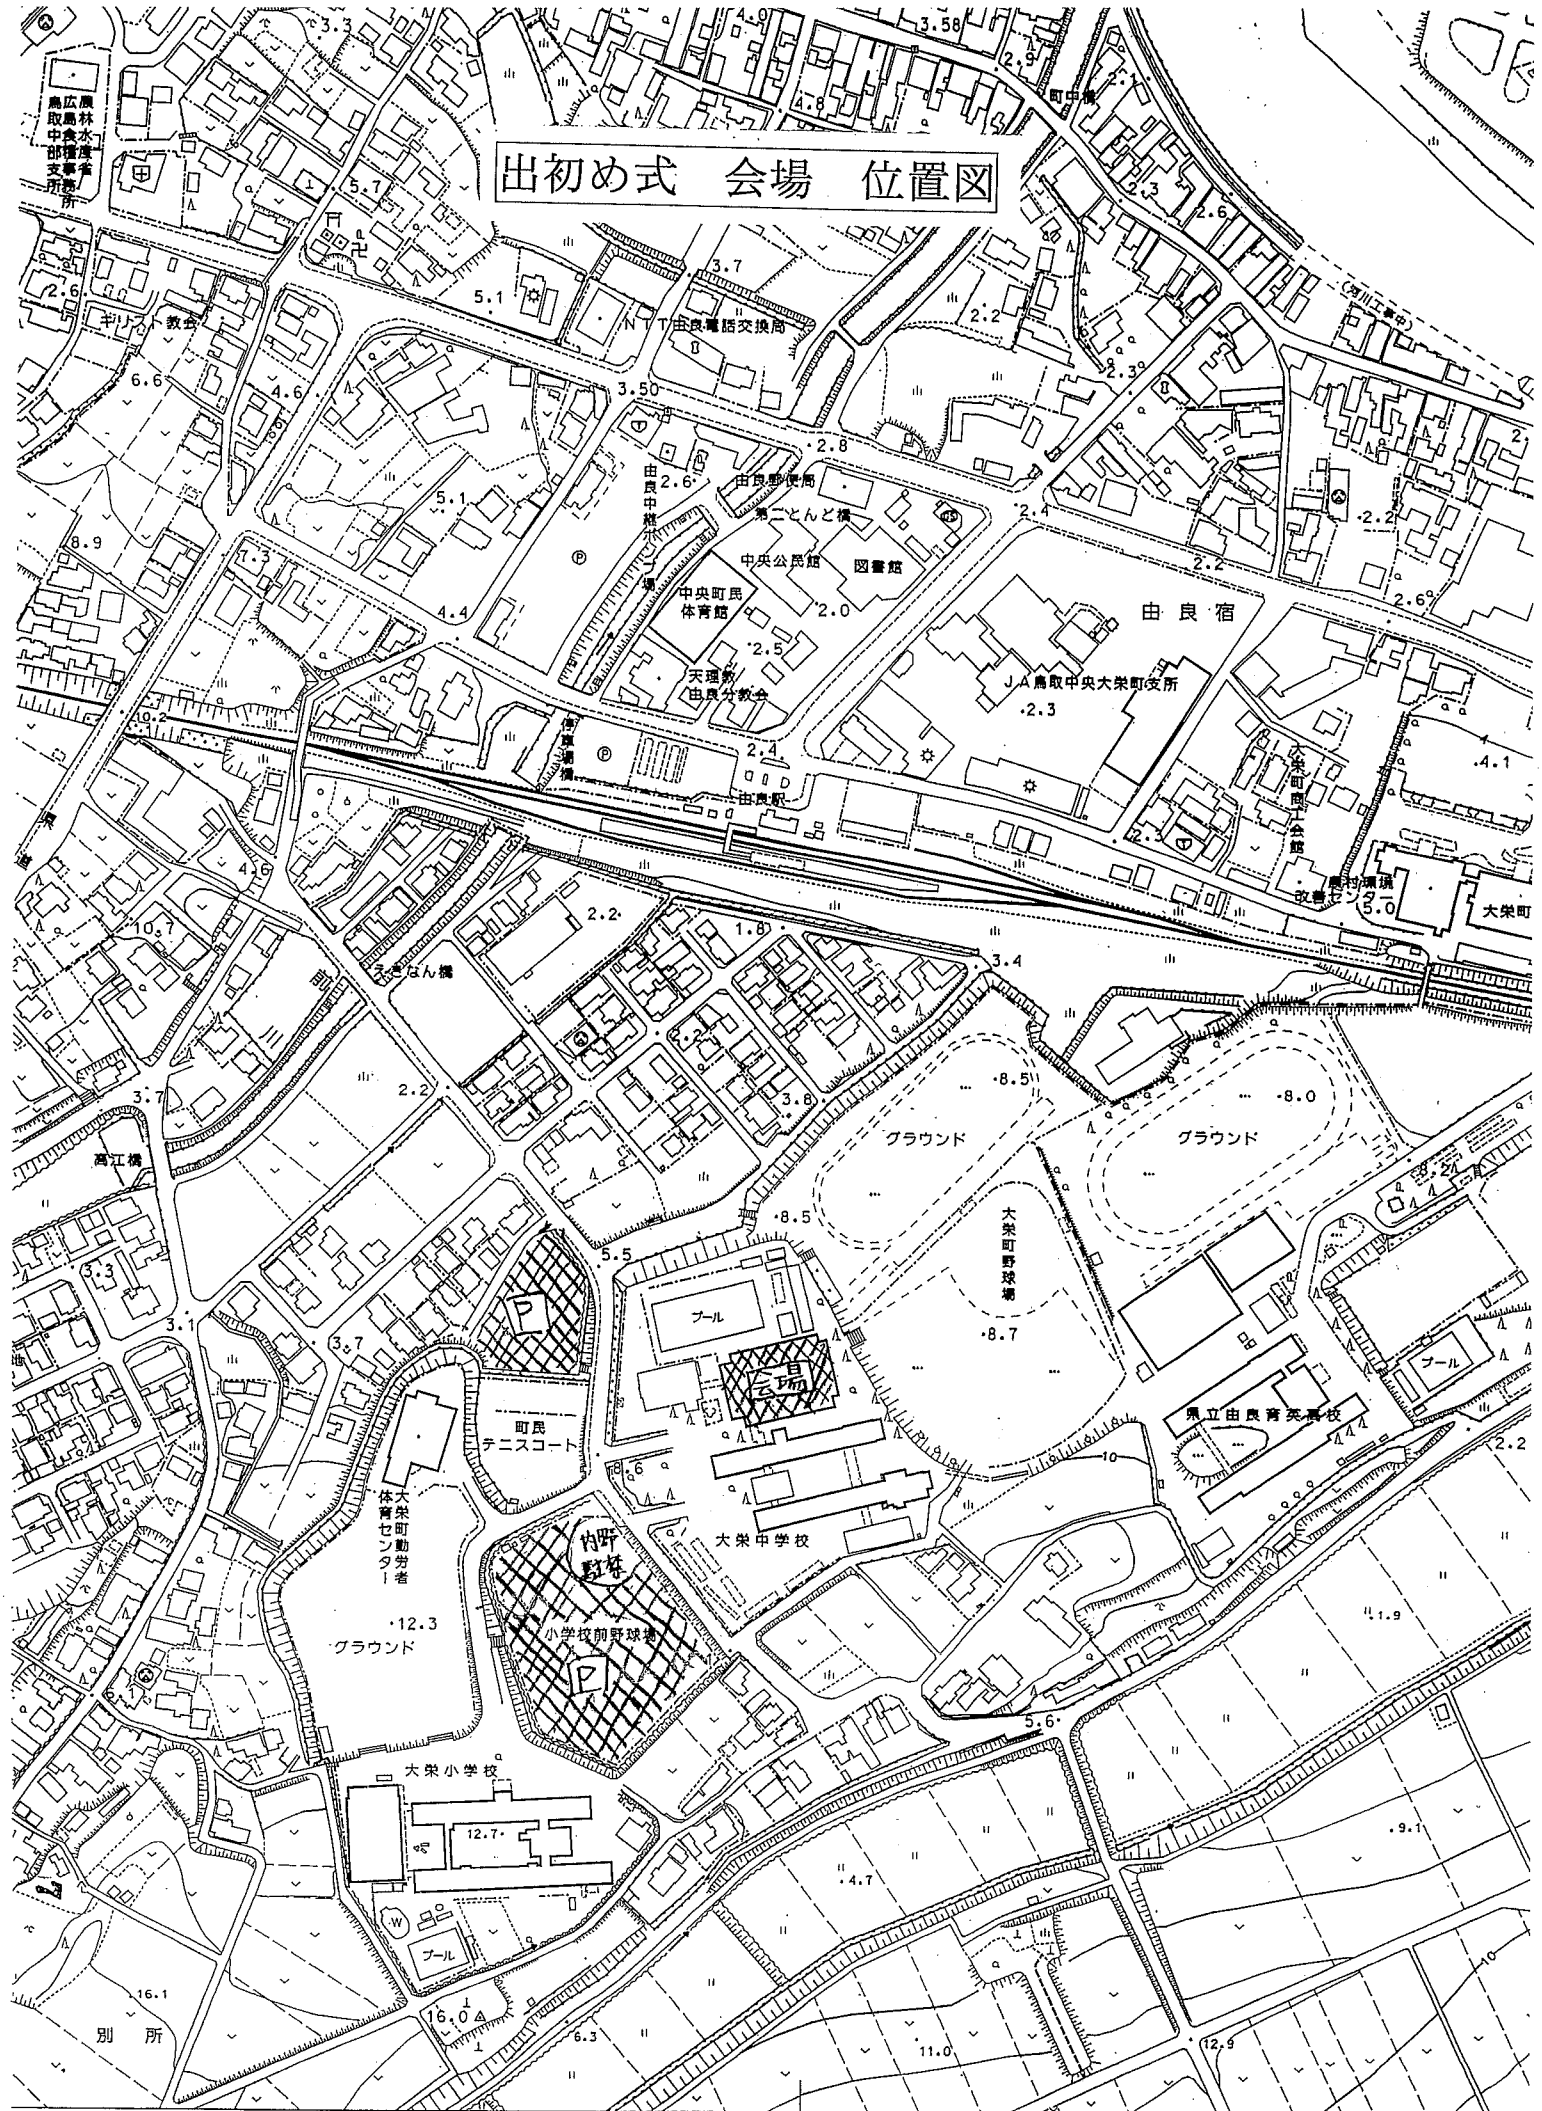 出初め式 会場 位置図
3.3
4.0
3.58
2.9
2.1
農林水産省
広島食糧事務所
鳥取中部支所
4.8
町中橋
5.7
2.3
2.6
2.6
キリスト教会
5.1
3.7
NTT由良電話交換局
2.2
(河川工事中)
6.6
4.6
3.50
2.3
2.8
5.1
由良中継ポンプ場
2.6
由良郵便局
第二とんど橋
2.4
2.2
8.9
7.3
中央公民館
図書館
2.2
4.4
中央町民
体育館
2.0
由良宿
2.6
2.5
天理教
由良分教会
JA鳥取中央大栄町支所
2.3
10.2
停車場橋
2.4
4.1
由良駅
大栄町商工会館
県道
2.3
4.6
農村環境
改善センター
5.0
大栄町
10.7
2.2
1.8
えきなん橋
3.4
2.2
3.7
2.2
3.8
8.5
グラウンド
8.0
グラウンド
高江橋
8.2
8.5
大栄町野球場
5.5
3.3
P
プール
3.1
3.7
8.7
会場
プール
町民
テニスコート
県立由良育英高校
2.2
8.6
10
大栄町勤労者
体育センター
内野
駐禁
大栄中学校
12.3
グラウンド
小学校前野球場
P
11.9
5.6
大栄小学校
12.7
9.1
4.7
W
プール
16.1
10
別所
16.0
6.3
11.0
12.9